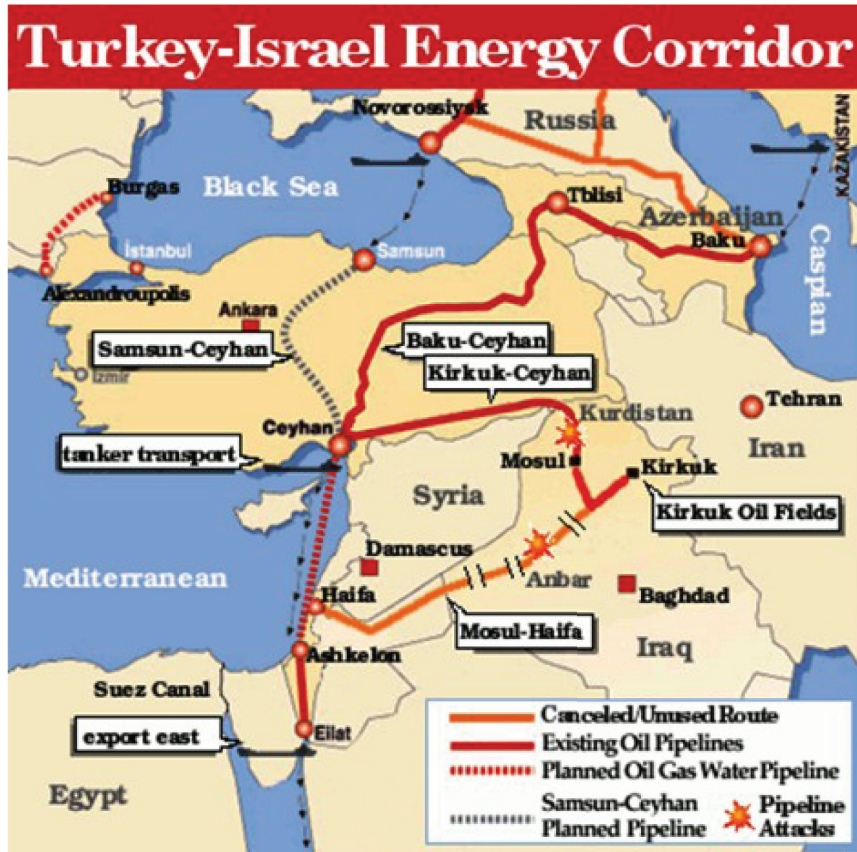 Turkey-Israel Energy Corridor
Novorossiysk
Russia
KAZAKISTAN
Burgas
Black Sea
Tblisi
Azerbaijan
Baku
Caspian
İstanbul
Samsun
Alexandroupolis
Ankara
Samsun-Ceyhan
Baku-Ceyhan
İzmir
Kirkuk-Ceyhan
Tehran
Iran
Ceyhan
Kurdistan
tanker transport
Mosul
Kirkuk
Syria
Kirkuk Oil Fields
Damascus
Mediterranean
Anbar
Haifa
Baghdad
Mosul-Haifa
Iraq
Ashkelon
Suez Canal
export east
Eilat
Egypt
Canceled/Unused Route
Existing Oil Pipelines
Planned Oil Gas Water Pipeline
Samsun-Ceyhan
Planned Pipeline
Pipeline
Attacks